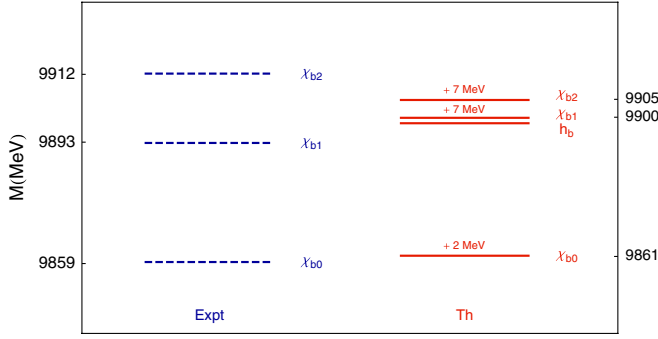 M(MeV)
9912
9893
9859
χb2
χb1
χb0
Expt
+ 7 MeV
χb2
+ 7 MeV
χb1
hb
+ 2 MeV
χb0
Th
9905
9900
9861